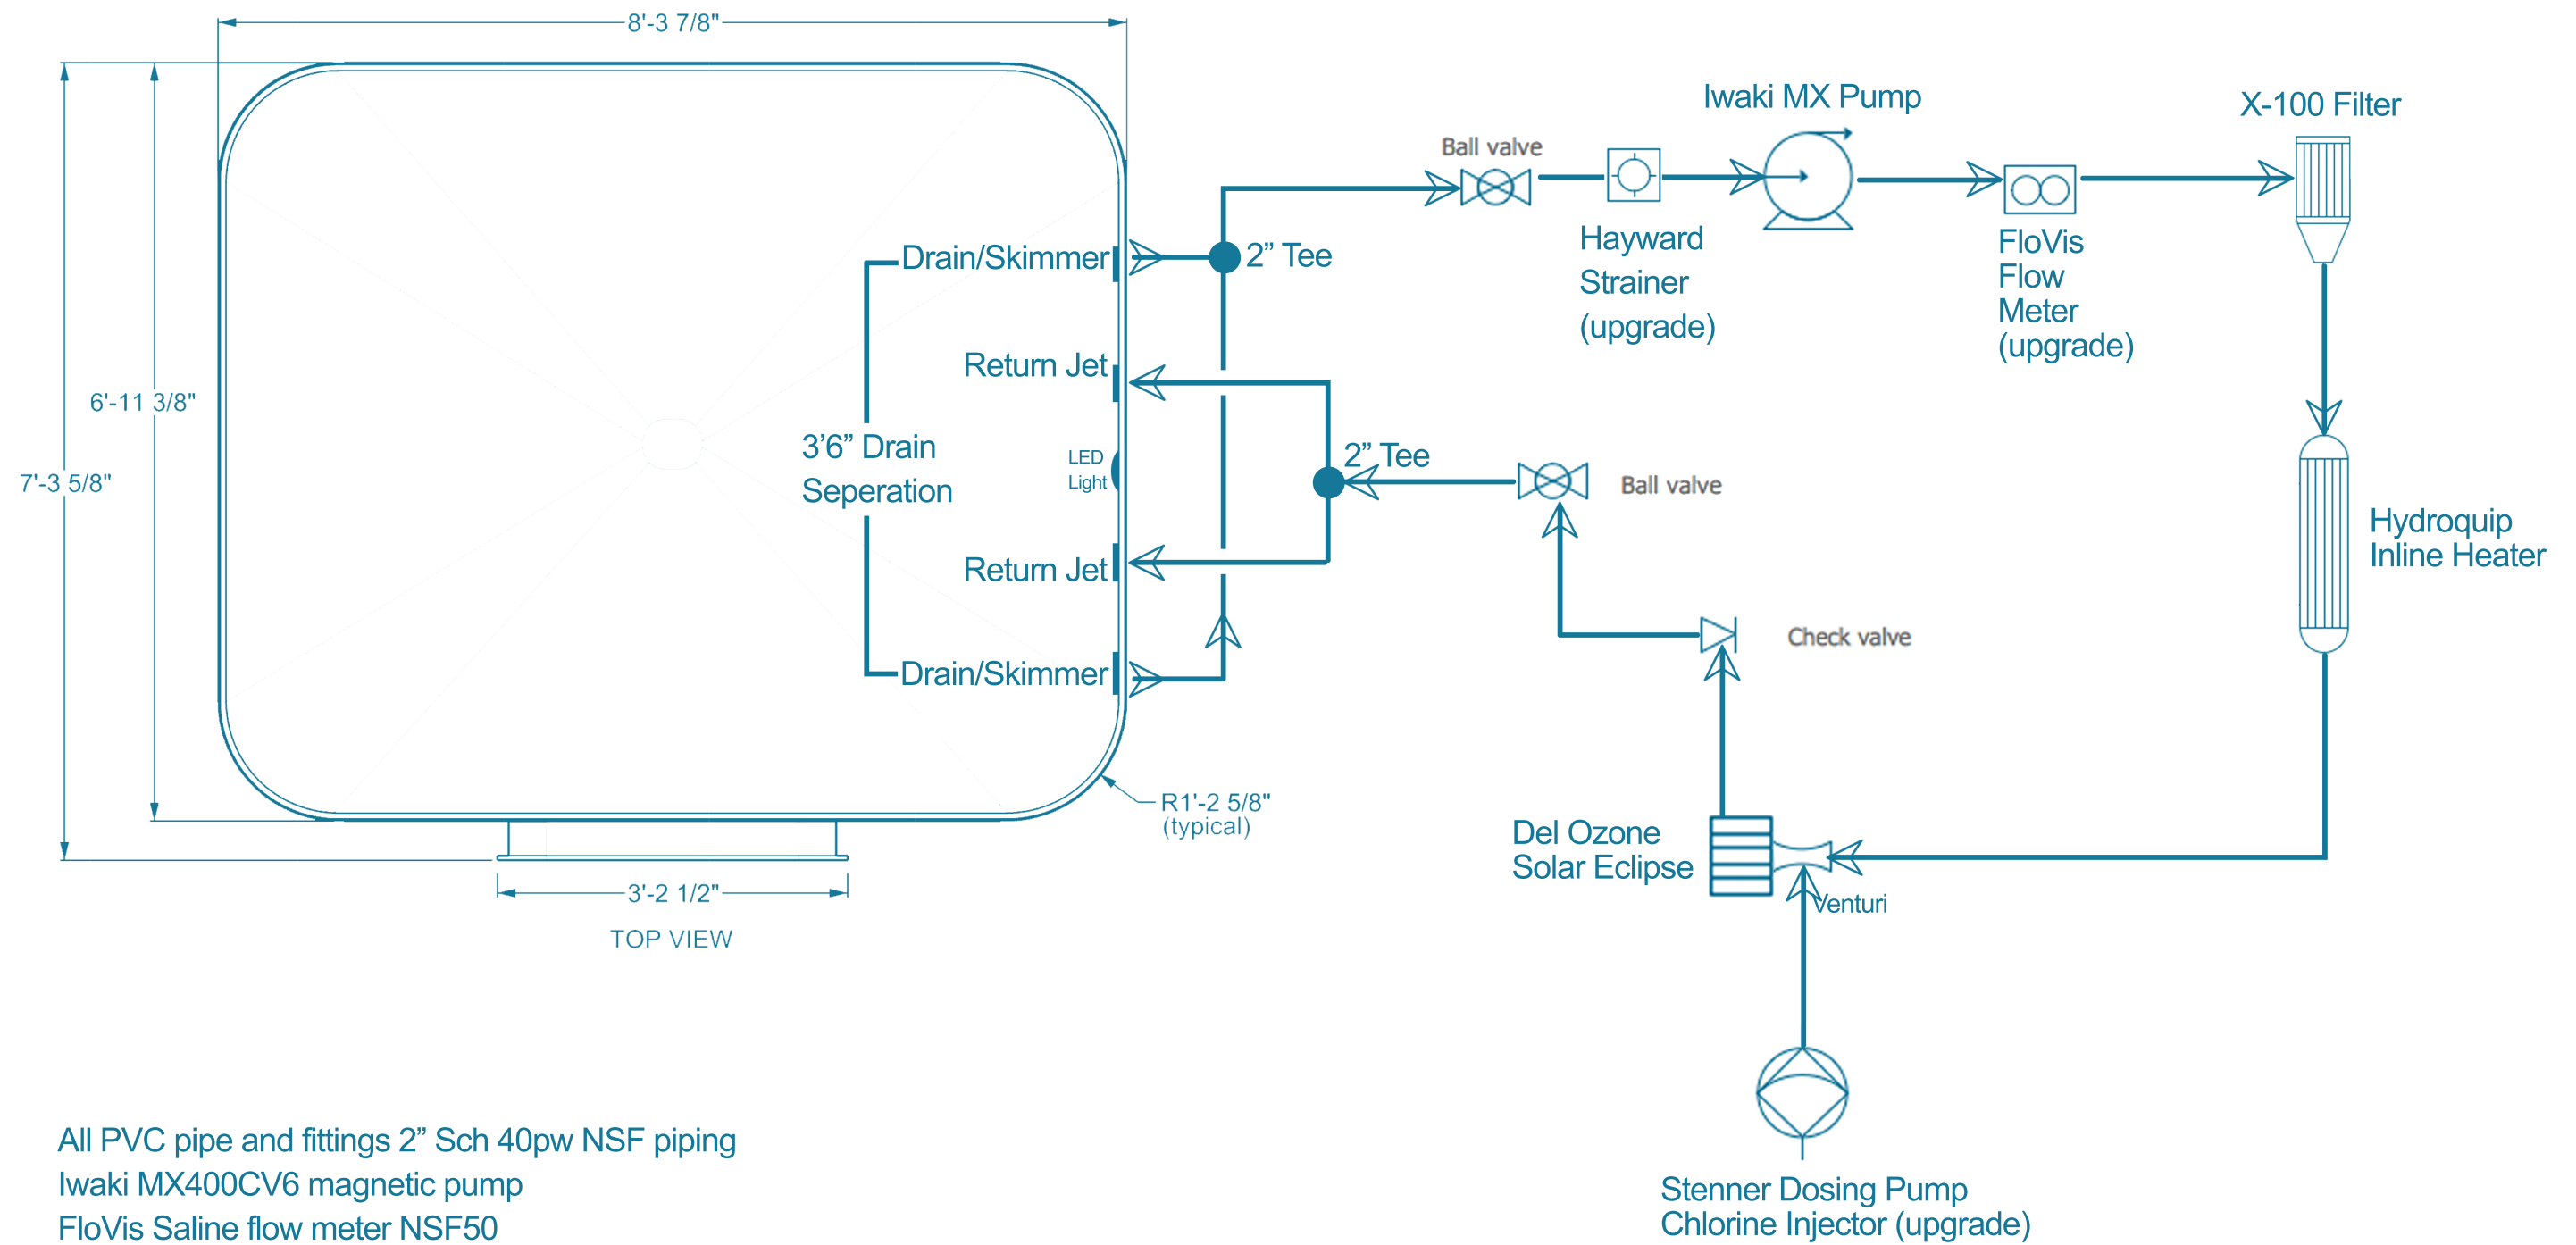 8'-3 7/8"
Iwaki MX Pump
X-100 Filter
Ball valve
Hayward
Strainer
(upgrade)
FloVis
Flow
Meter
(upgrade)
Drain/Skimmer
2” Tee
Return Jet
6'-11 3/8"
3’6” Drain
Seperation
LED
Light
2” Tee
7'-3 5/8"
Ball valve
Hydroquip
Inline Heater
Return Jet
Check valve
Drain/Skimmer
R1'-2 5/8"
(typical)
Del Ozone
Solar Eclipse
Venturi
3'-2 1/2"
TOP VIEW
All PVC pipe and fittings 2” Sch 40pw NSF piping
Iwaki MX400CV6 magnetic pump
FloVis Saline flow meter NSF50
Stenner Dosing Pump
Chlorine Injector (upgrade)